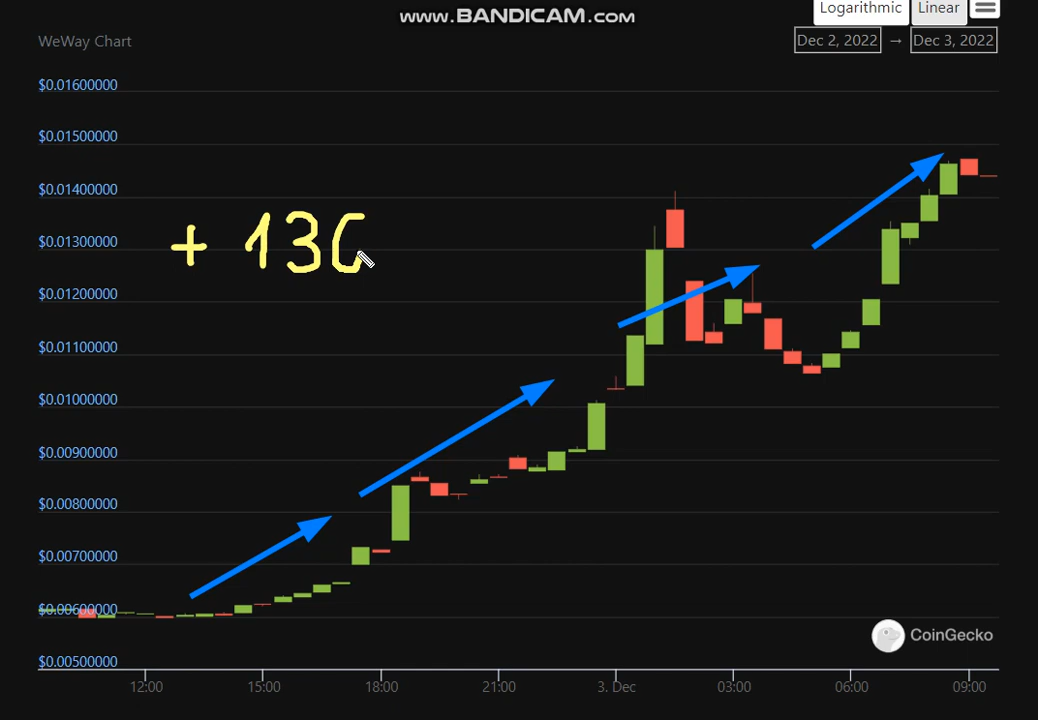 www.BANDICAM.com
Logarithmic Linear
WeWay Chart
Dec 2, 2022 → Dec 3, 2022
$0.01600000
$0.01500000
$0.01400000
$0.01300000
+ 130
$0.01200000
$0.01100000
$0.01000000
$0.00900000
$0.00800000
$0.00700000
$0.00600000
CoinGecko
$0.00500000
12:00 15:00 18:00 21:00 3. Dec 03:00 06:00 09:00